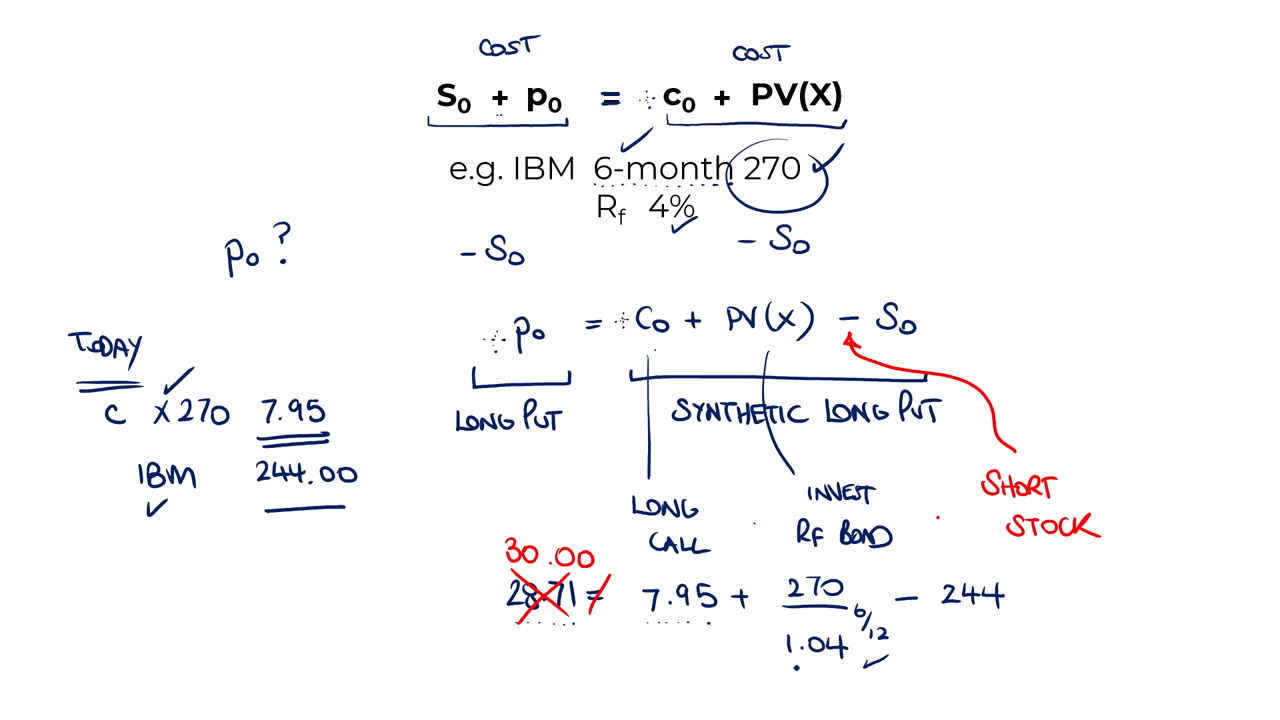 COST COST
S₀ + p₀ = c₀ + PV(X)
e.g. IBM 6-month 270
Rf 4%
p₀ ? - S₀ - S₀
p₀ = C₀ + PV(X) - S₀
TODAY
C X270 7.95
LONG PUT SYNTHETIC LONG PUT
IBM 244.00
LONG CALL
INVEST RF BOND
SHORT STOCK
30.00
28.71 = 7.95 + 270 / 1.04 6/12 - 244